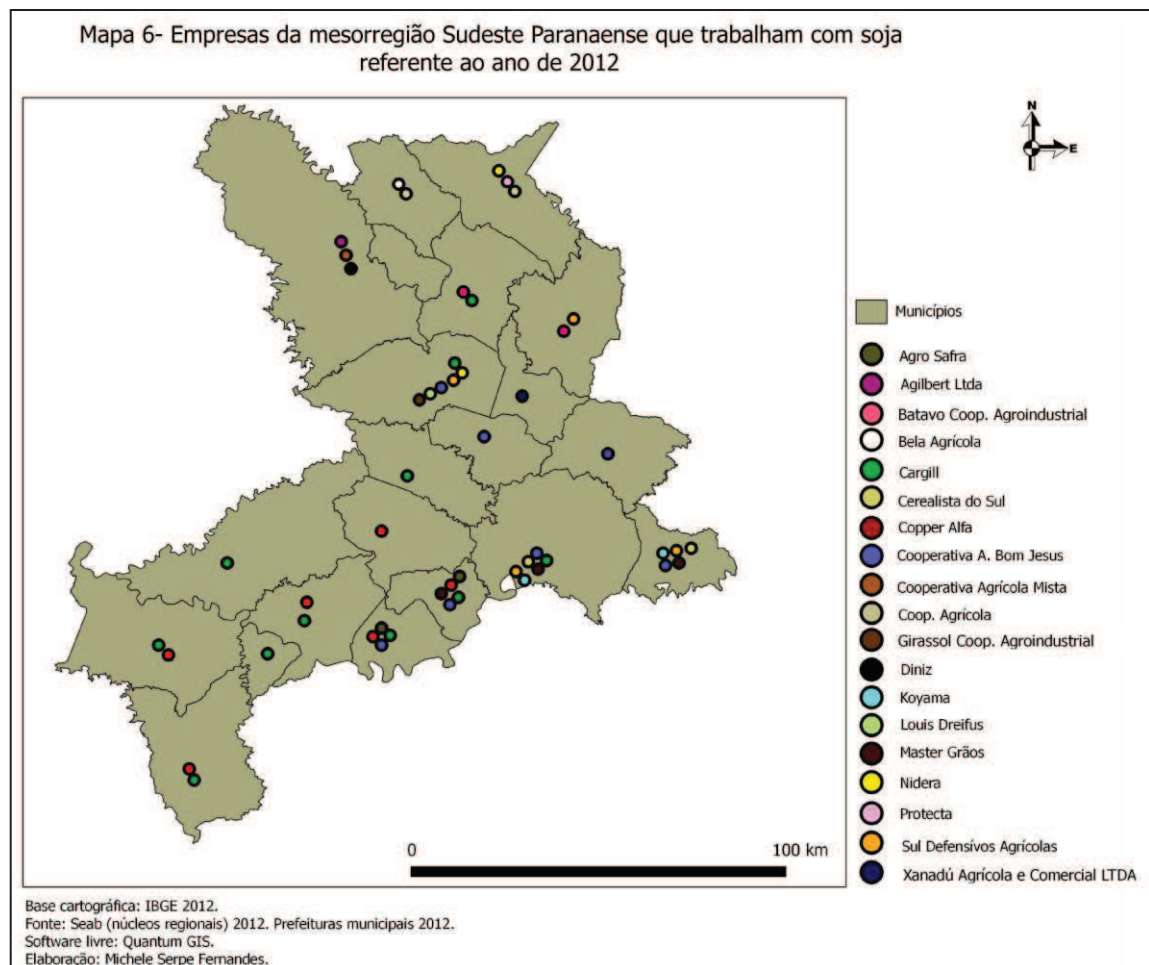 Mapa 6- Empresas da mesorregião Sudeste Paranaense que trabalham com soja
referente ao ano de 2012
N
E
Municípios
Agro Safra
Agilbert Ltda
Batavo Coop. Agroindustrial
Bela Agrícola
Cargill
Cerealista do Sul
Copper Alfa
Cooperativa A. Bom Jesus
Cooperativa Agrícola Mista
Coop. Agrícola
Girassol Coop. Agroindustrial
Diniz
Koyama
Louis Dreifus
Master Grãos
Nidera
Protecta
Sul Defensívos Agrícolas
Xanadú Agrícola e Comercial LTDA
0 100 km
Base cartográfica: IBGE 2012.
Fonte: Seab (núcleos regionais) 2012. Prefeituras municipais 2012.
Software livre: Quantum GIS.
Elaboração: Michele Serpe Fernandes.